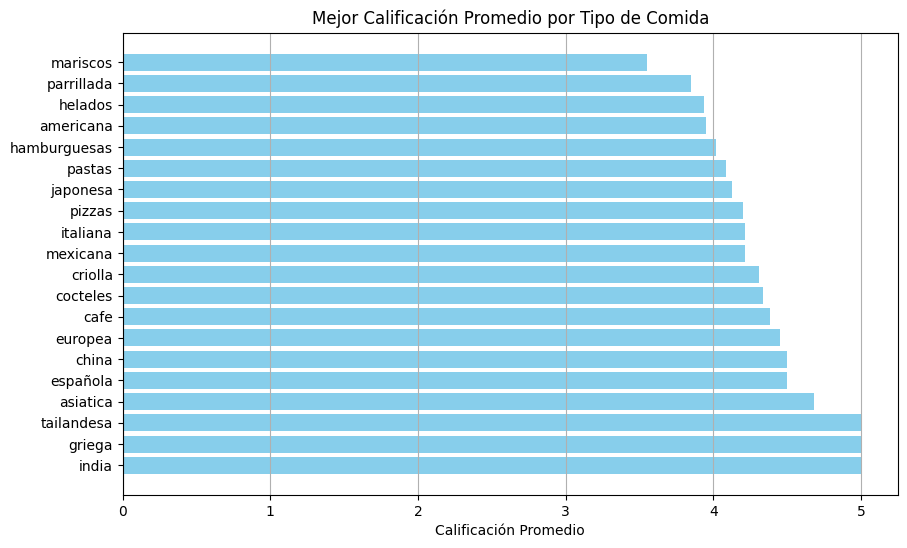 Mejor Calificación Promedio por Tipo de Comida
mariscos
parrillada
helados
americana
hamburguesas
pastas
japonesa
pizzas
italiana
mexicana
criolla
cocteles
cafe
europea
china
española
asiatica
tailandesa
griega
india
0 1 2 3 4 5
Calificación Promedio